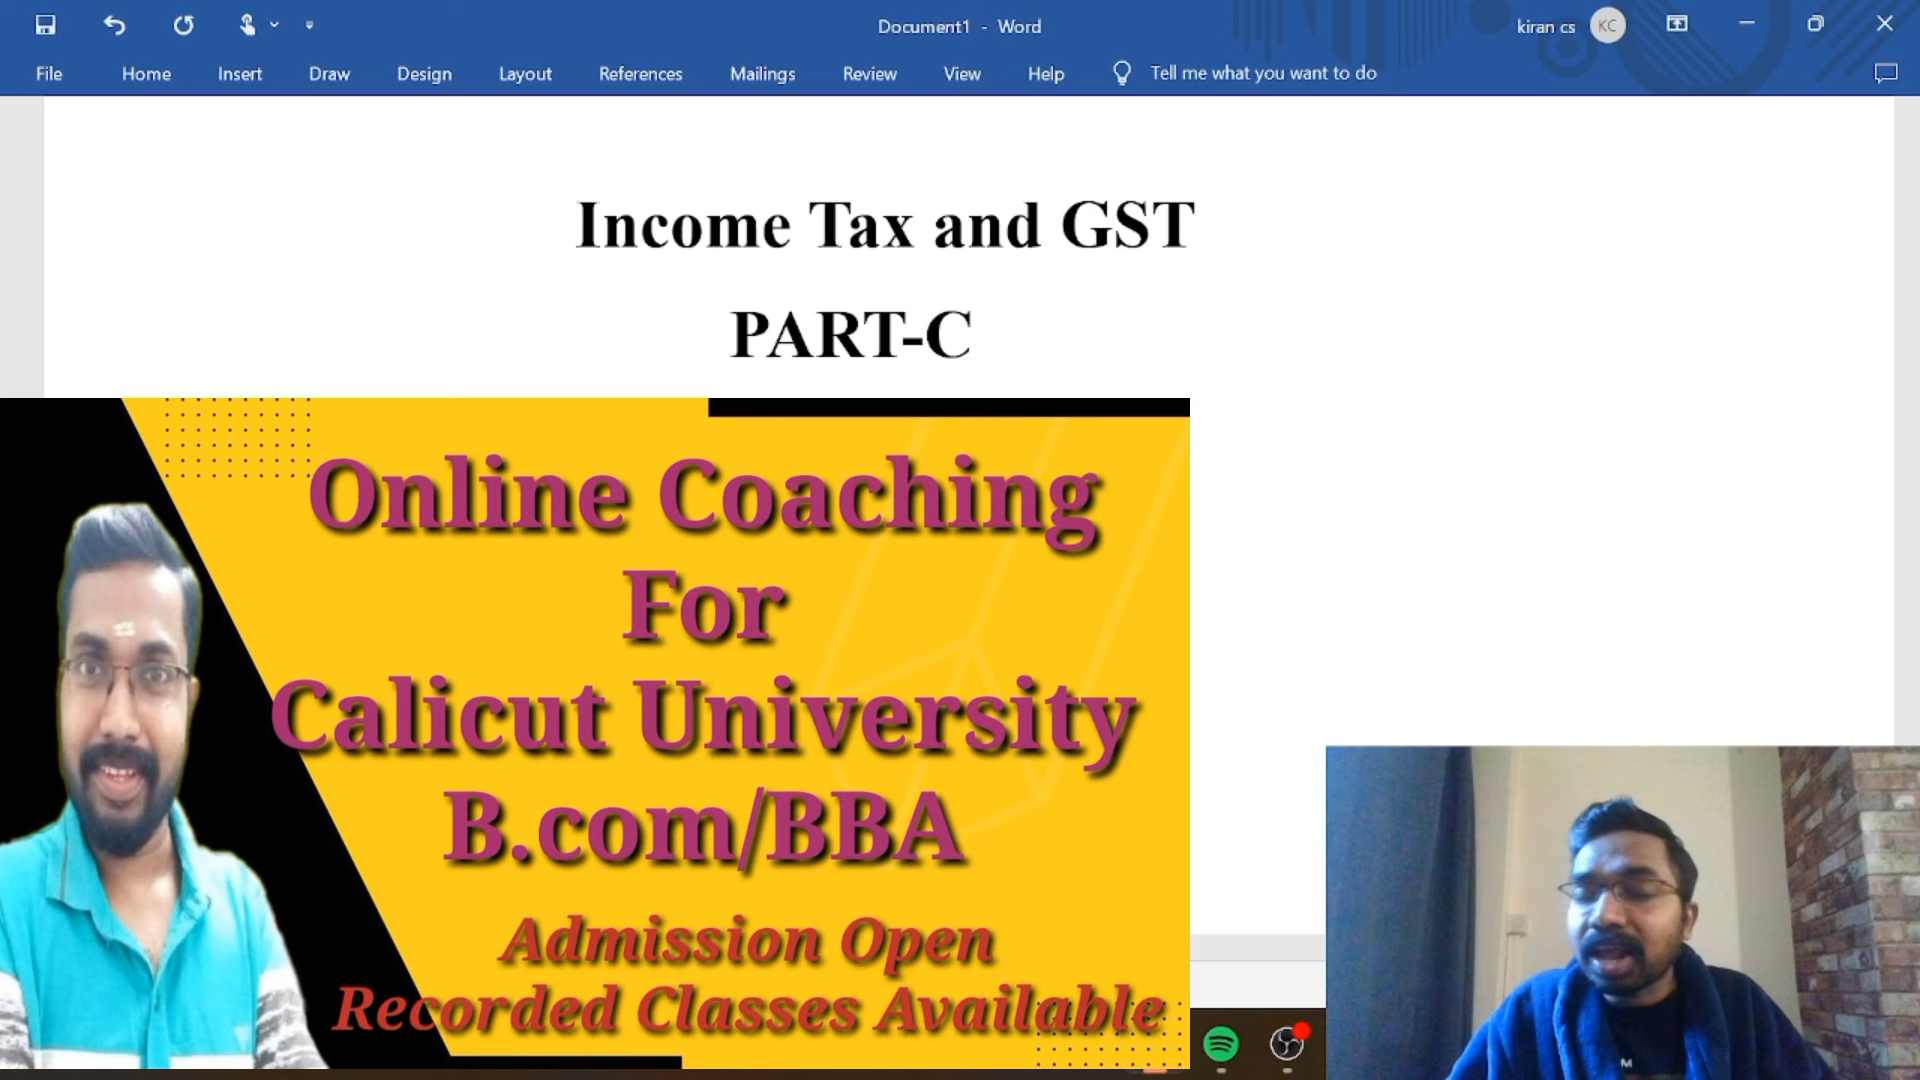 Document1 - Word
kiran cs
KC
File Home Insert Draw Design Layout References Mailings Review View Help Tell me what you want to do
Income Tax and GST
PART-C
Online Coaching
For
Calicut University
B.com/BBA
Admission Open
Recorded Classes Available
M